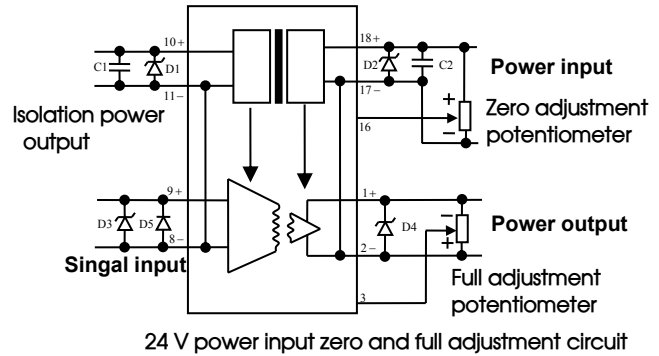 10+
18+
C1
D1
D2
C2
Power input
11−
17−
Isolation power
output
+
Zero adjustment
16
−
potentiometer
9+
1+
D3
D5
D4
−
Power output
+
8−
2−
Singal input
Full adjustment
3
potentiometer
24 V power input zero and full adjustment circuit